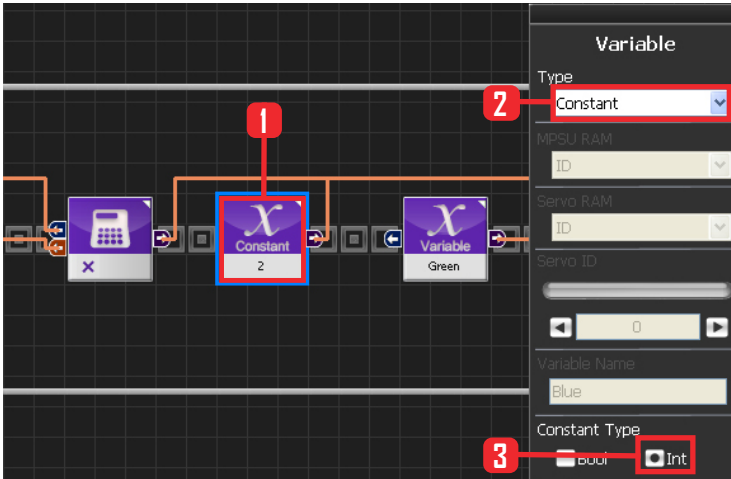 Variable
Type
2
Constant
1
MPSU RAM
ID
Servo RAM
ID
X
Constant
X
Variable
2
Green
Servo ID
0
Variable Name
Blue
Constant Type
3
Bool
Int